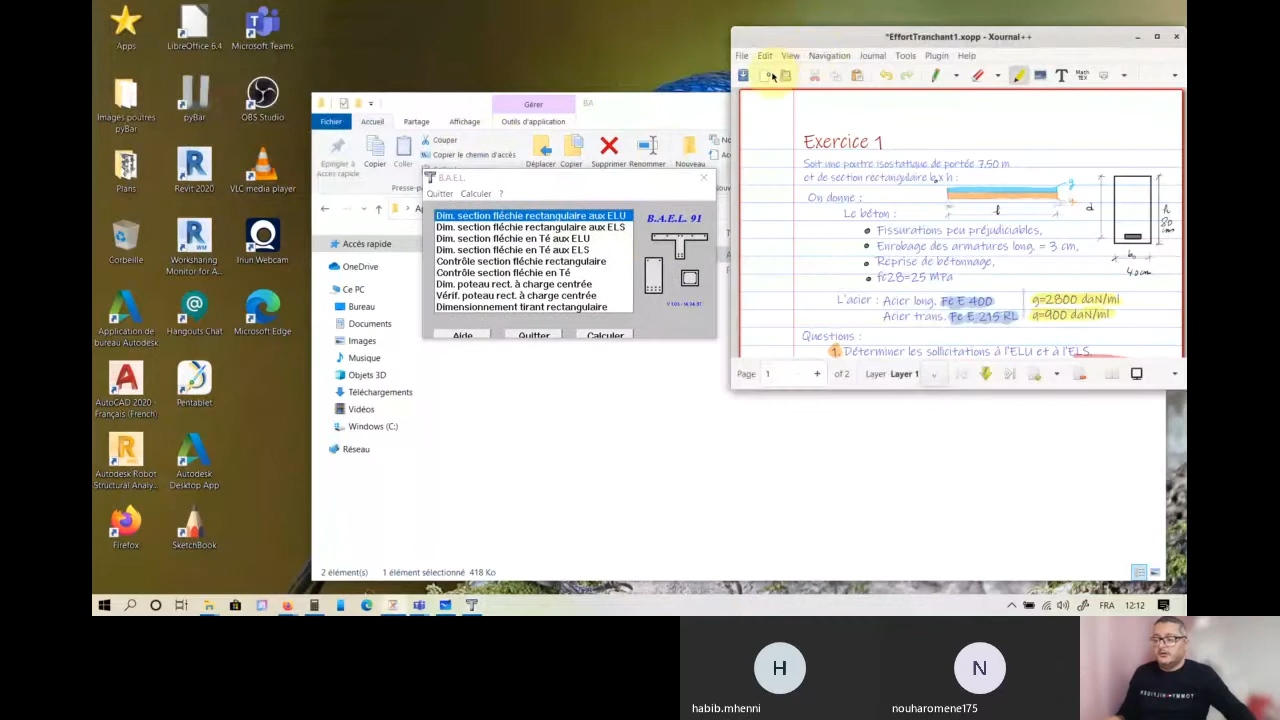 Apps
LibreOffice 6.4
Microsoft Teams
Images poutres
pyBar
pyBar
OBS Studio
Plans
Revit 2020
VLC media player
Corbeille
Worksharing
Monitor for A...
Iriun Webcam
Application de
bureau Autodesk
Hangouts Chat
Microsoft Edge
AutoCAD 2020 -
Français (French)
Pentablet
Autodesk Robot
Structural Analy...
Autodesk
Desktop App
Firefox
SketchBook
Gérer
BA
Fichier
Accueil
Partage
Affichage
Outils d'application
Épingler à
Accès rapide
Copier
Coller
Couper
Copier le chemin d'accès
Presse-p
Déplacer
Copier
Supprimer
Renommer
Nouveau
B.A.E.L.
Quitter
Calculer
?
Dim. section fléchie rectangulaire aux ELU
Dim. section fléchie rectangulaire aux ELS
Dim. section fléchie en Té aux ELU
Dim. section fléchie en Té aux ELS
Contrôle section fléchie rectangulaire
Contrôle section fléchie en Té
Dim. poteau rect. à charge centrée
Vérif. poteau rect. à charge centrée
Dimensionnement tirant rectangulaire
B.A.E.L. 91
Aide
Quitter
Calculer
Accès rapide
OneDrive
Ce PC
Bureau
Documents
Images
Musique
Objets 3D
Téléchargements
Vidéos
Windows (C:)
Réseau
2 élément(s)
1 élément sélectionné 418 Ko
*EffortTranchant1.xopp - Xournal++
File
Edit
View
Navigation
Journal
Tools
Plugin
Help
Exercice 1
Soit une poutre isostatique de portée 7,50 m
et de section rectangulaire b₀x h :
On donne :
Le béton :
Fissurations peu préjudiciables,
Enrobage des armatures long. = 3 cm,
Reprise de bétonnage,
fc28=25 MPa
L'acier : Acier long. Fe E 400
g=2800 daN/ml
Acier trans. Fe E 215 RL
q=900 daN/ml
l
d
h
b₀
40cm
Questions :
1. Déterminer les sollicitations à l'ELU et à l'ELS.
Page
1
of 2
Layer
Layer 1
FRA
12:12
H
N
habib.mhenni
nouharomene175